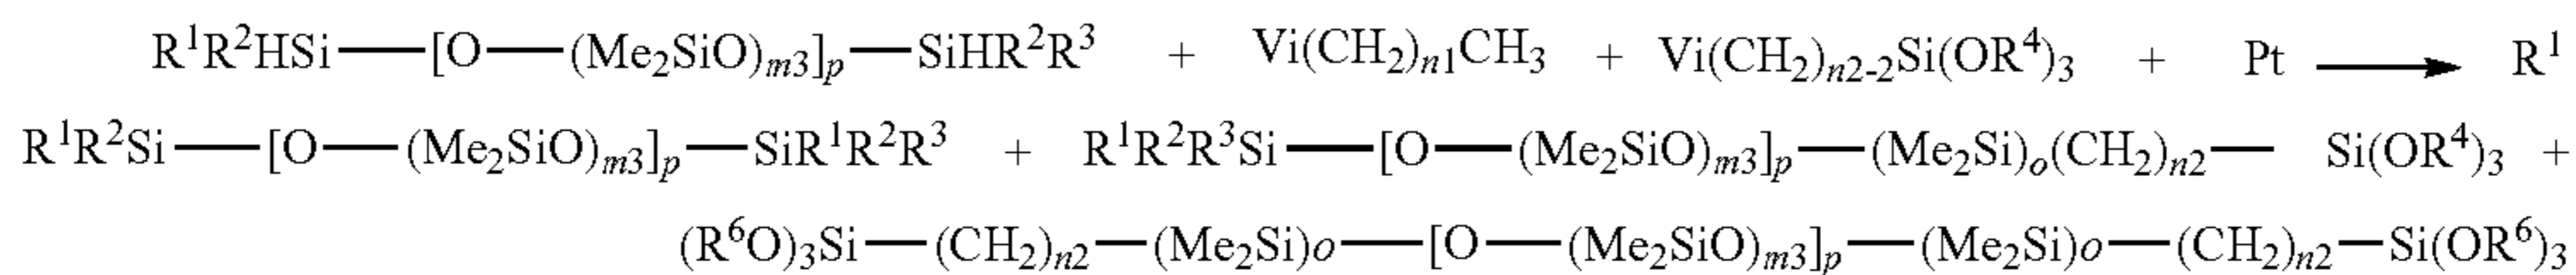 R¹R²HSi—[O—(Me₂SiO)ₘ₃]ₚ—SiHR²R³ + Vi(CH₂)ₙ₁CH₃ + Vi(CH₂)ₙ₂₋₂Si(OR⁴)₃ + Pt ⟶ R¹
R¹R²Si—[O—(Me₂SiO)ₘ₃]ₚ—SiR¹R²R³ + R¹R²R³Si—[O—(Me₂SiO)ₘ₃]ₚ—(Me₂Si)ₒ(CH₂)ₙ₂— Si(OR⁴)₃ +
(R⁶O)₃Si—(CH₂)ₙ₂—(Me₂Si)o—[O—(Me₂SiO)ₘ₃]ₚ—(Me₂Si)o—(CH₂)ₙ₂—Si(OR⁶)₃